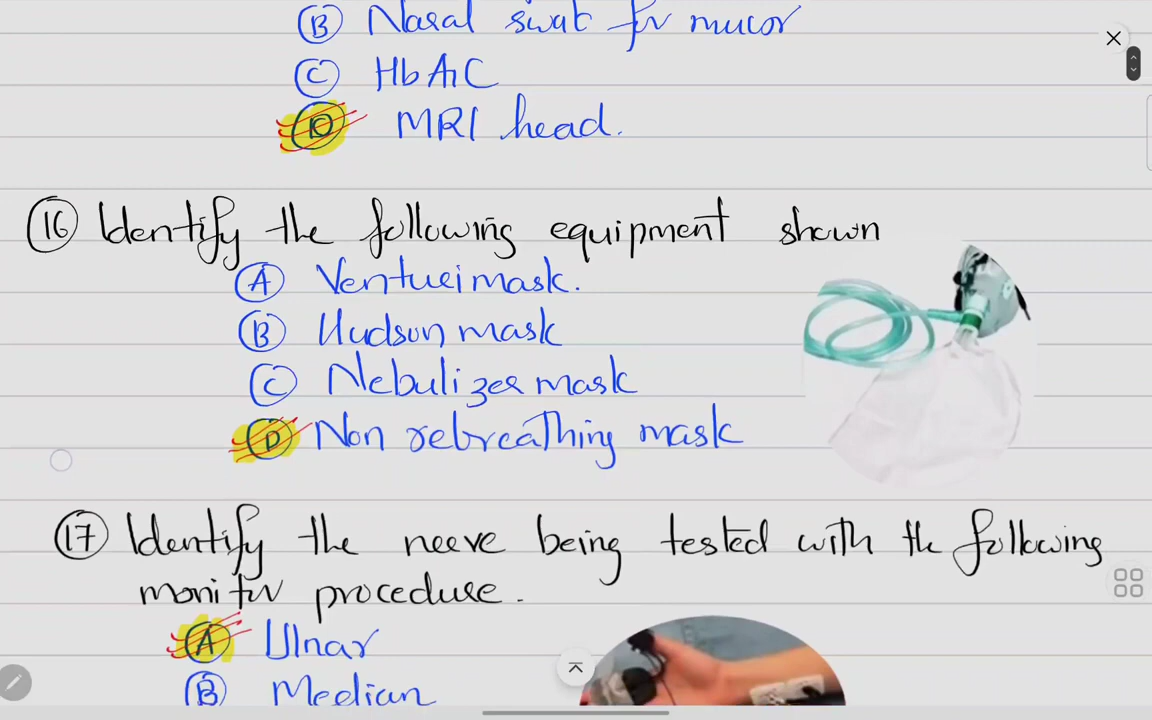 B Nasal swab for mucor
C HbA1C
D MRI head.
16 Identify the following equipment shown
A Venturi mask.
B Hudson mask
C Nebulizer mask
D Non rebreathing mask
17 Identify the nerve being tested with the following
monitor procedure.
A Ulnar
B Median